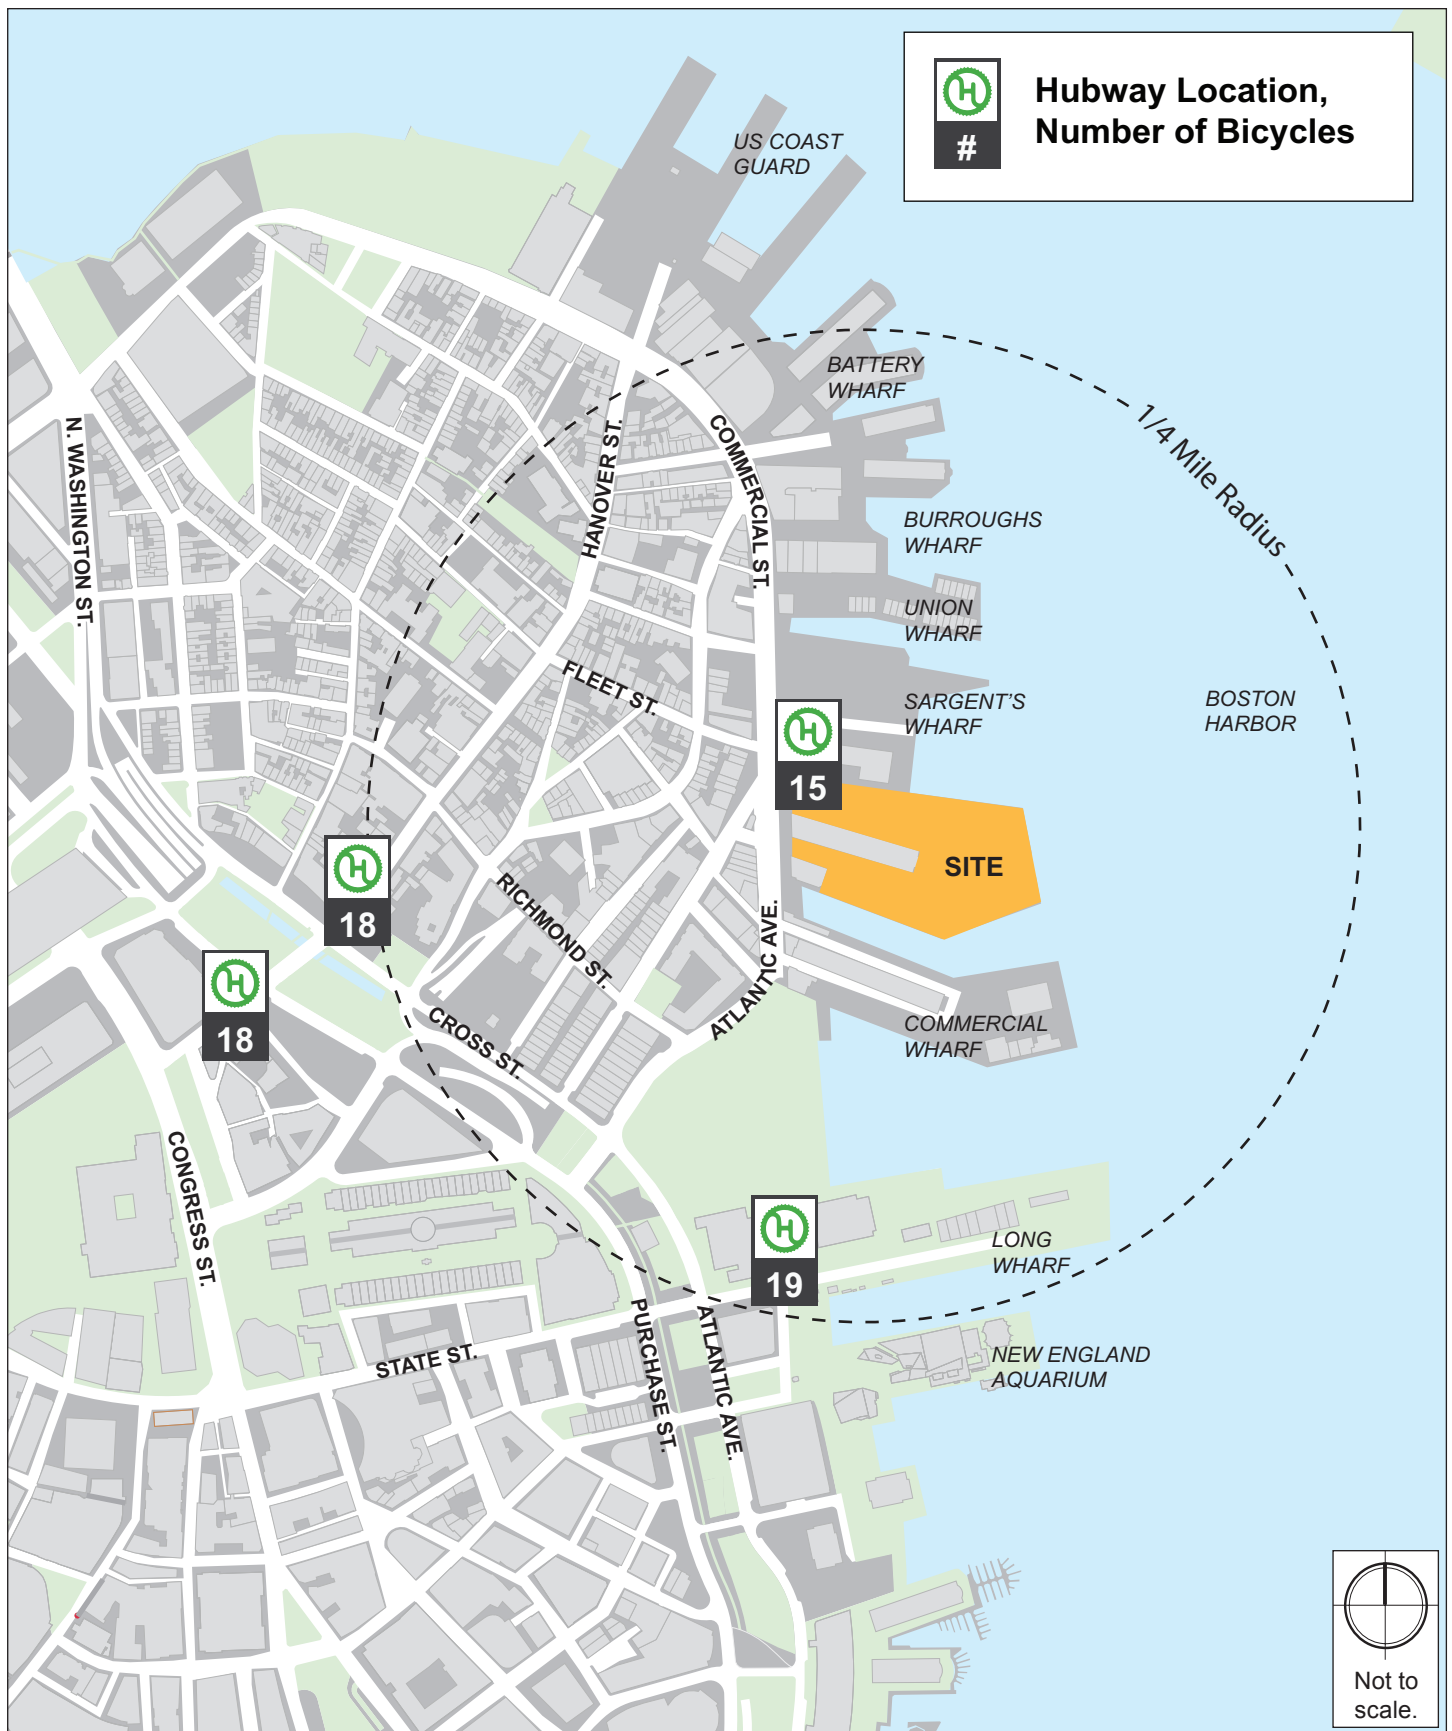 H
#
Hubway Location,
Number of Bicycles
US COAST
GUARD
BATTERY
WHARF
1/4 Mile Radius
N. WASHINGTON ST.
HANOVER ST.
COMMERCIAL ST.
BURROUGHS
WHARF
UNION
WHARF
FLEET ST.
SARGENT'S
WHARF
BOSTON
HARBOR
H
15
SITE
H
18
RICHMOND ST.
ATLANTIC AVE.
H
18
CROSS ST.
COMMERCIAL
WHARF
CONGRESS ST.
H
19
LONG
WHARF
STATE ST.
PURCHASE ST.
ATLANTIC AVE.
NEW ENGLAND
AQUARIUM
Not to
scale.